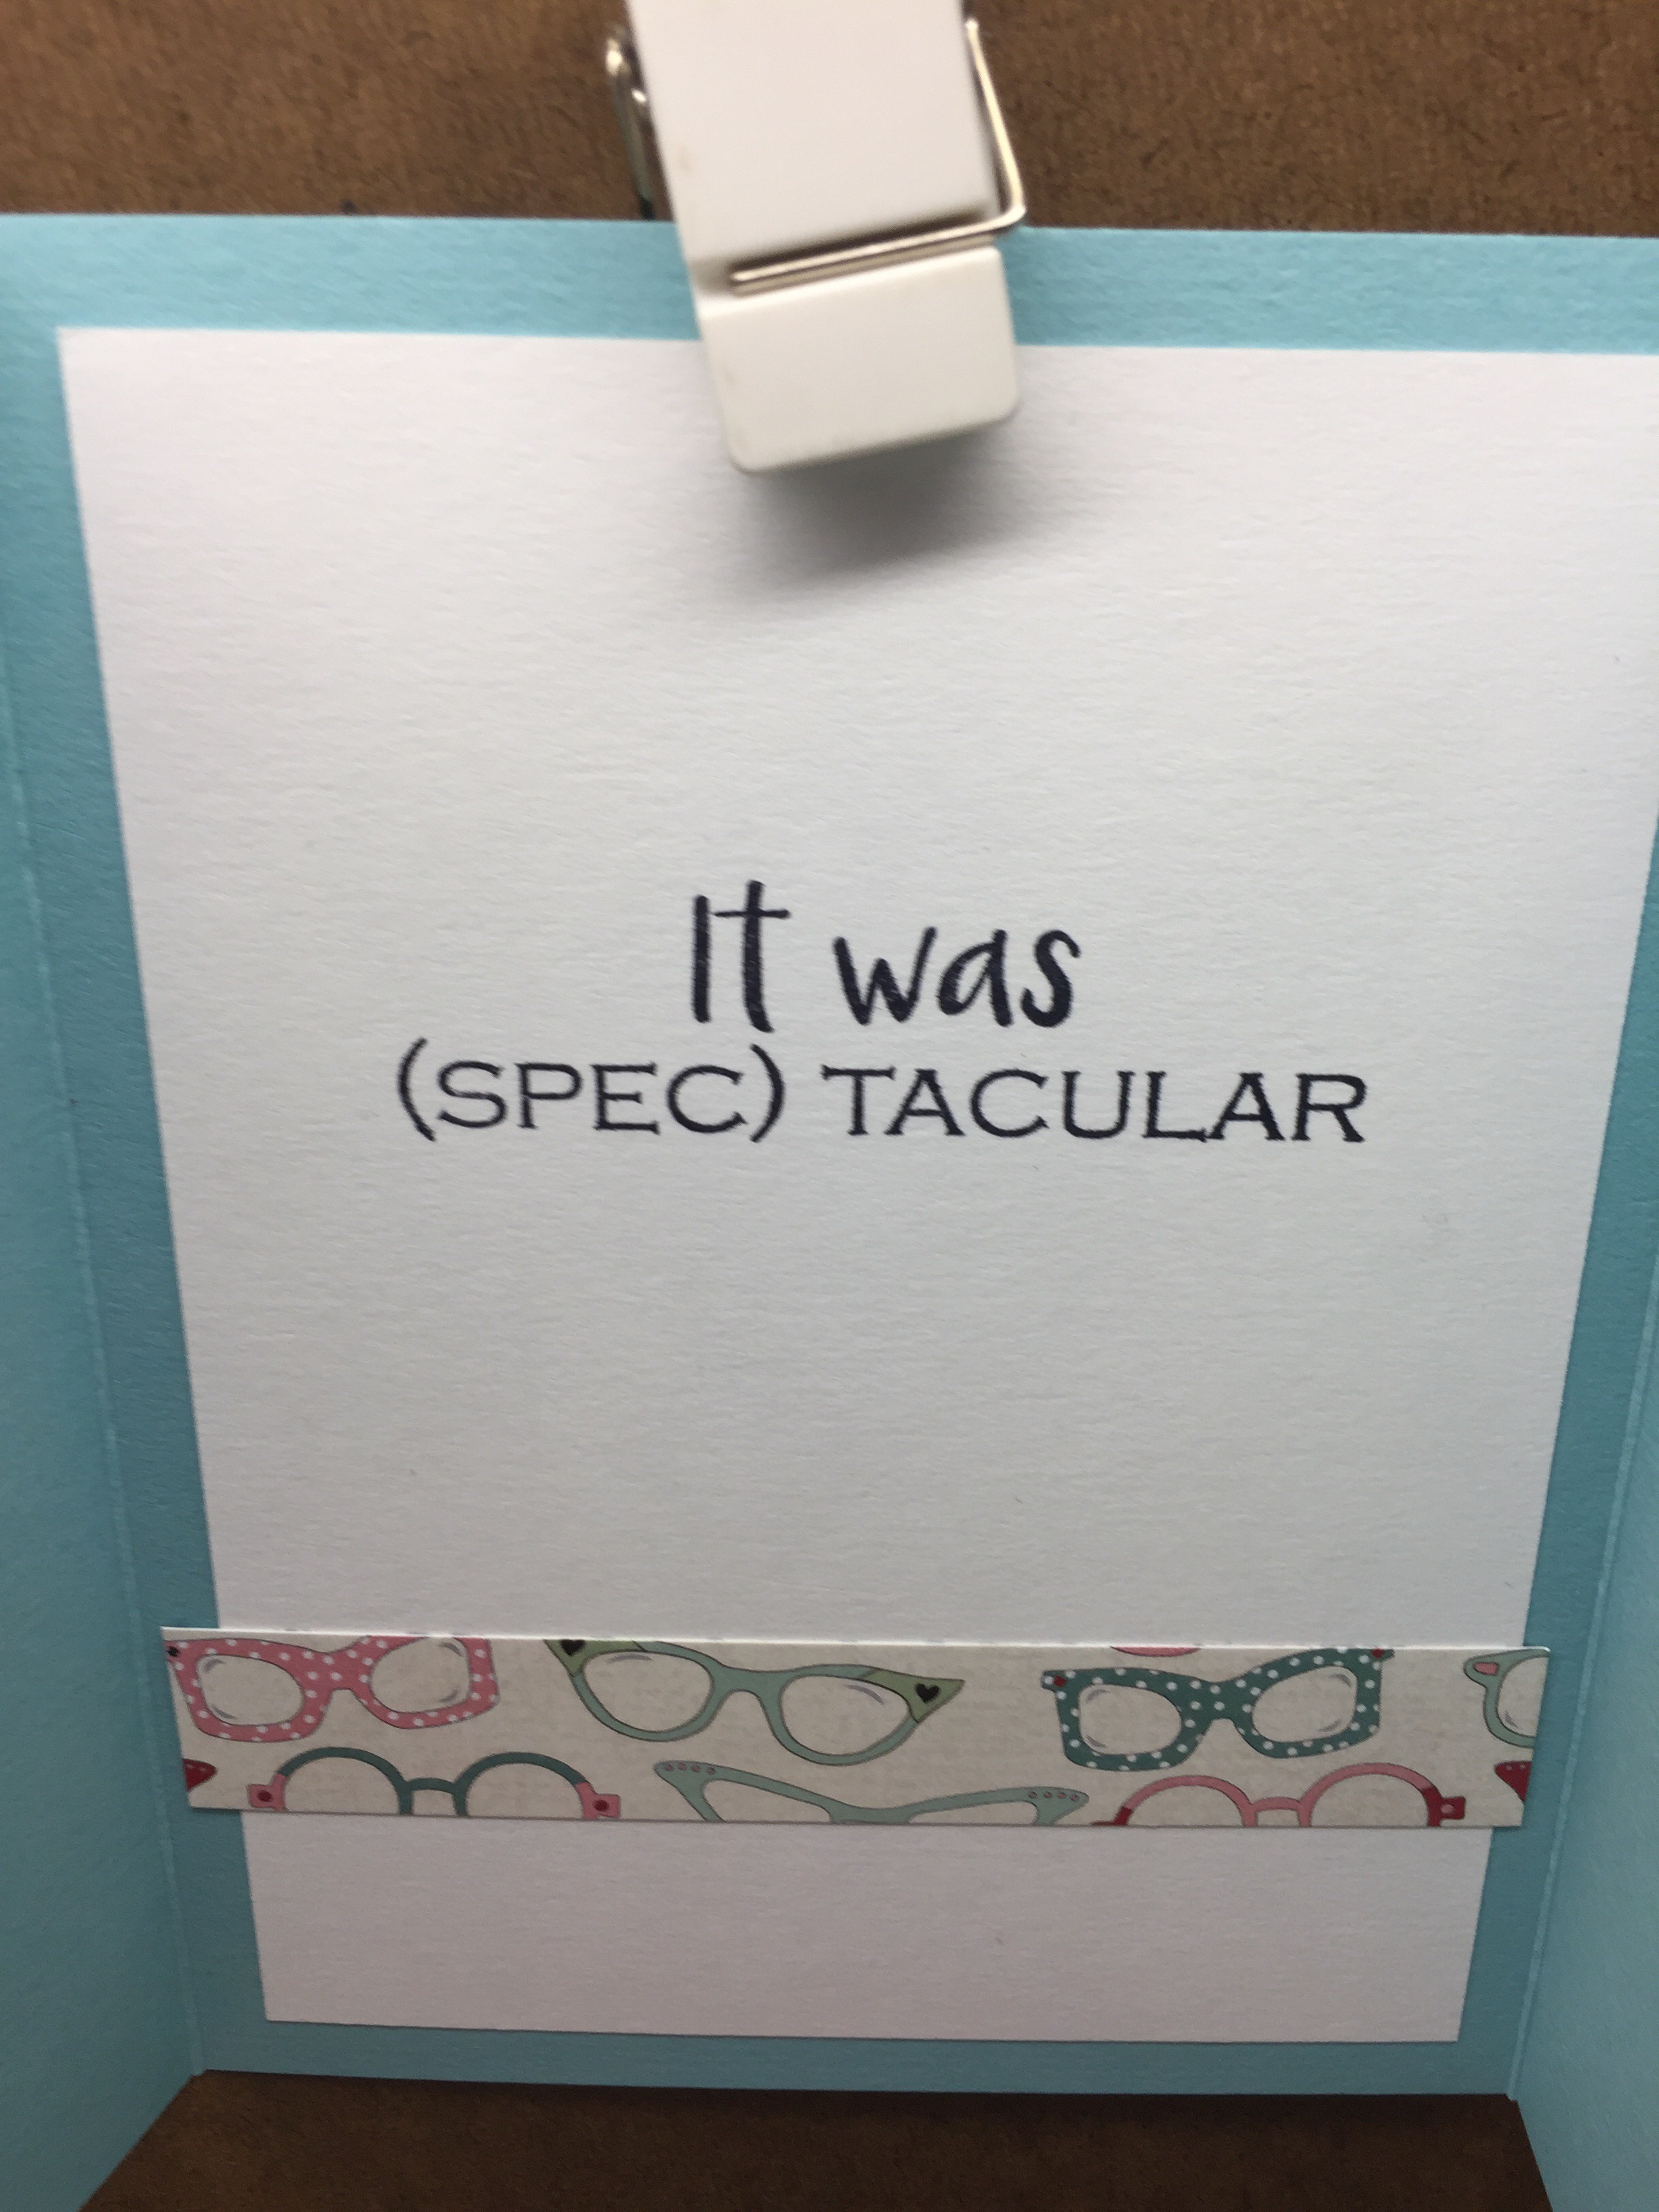 It was
(SPEC) TACULAR